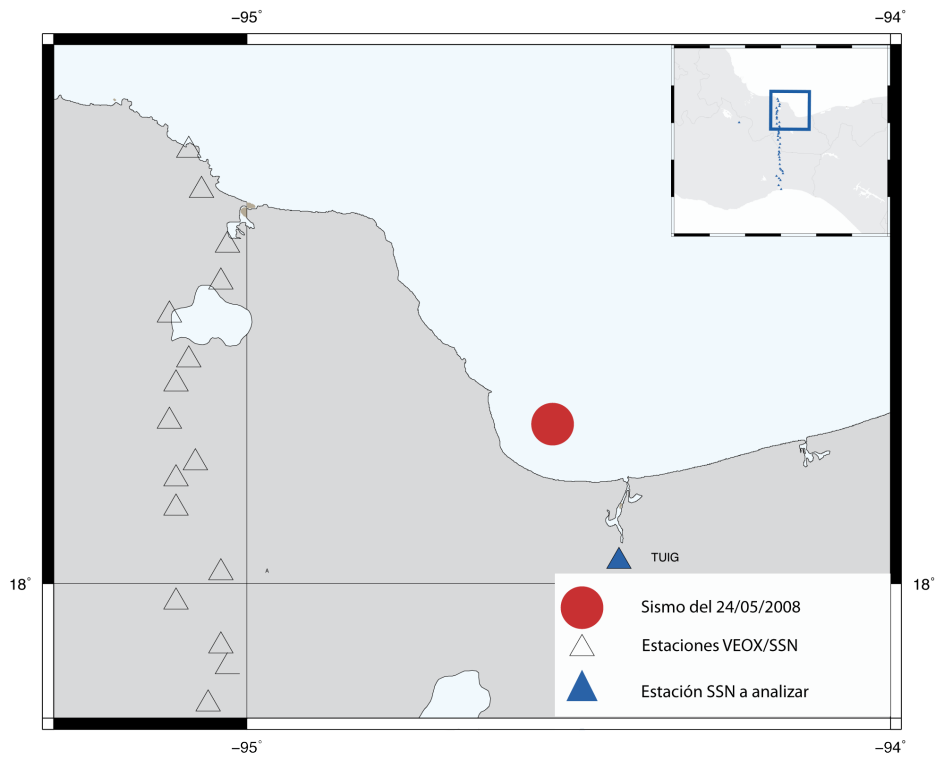 −95˚ −94˚
TUIG
18˚ 18˚
Sismo del 24/05/2008
Estaciones VEOX/SSN
Estación SSN a analizar
−95˚ −94˚